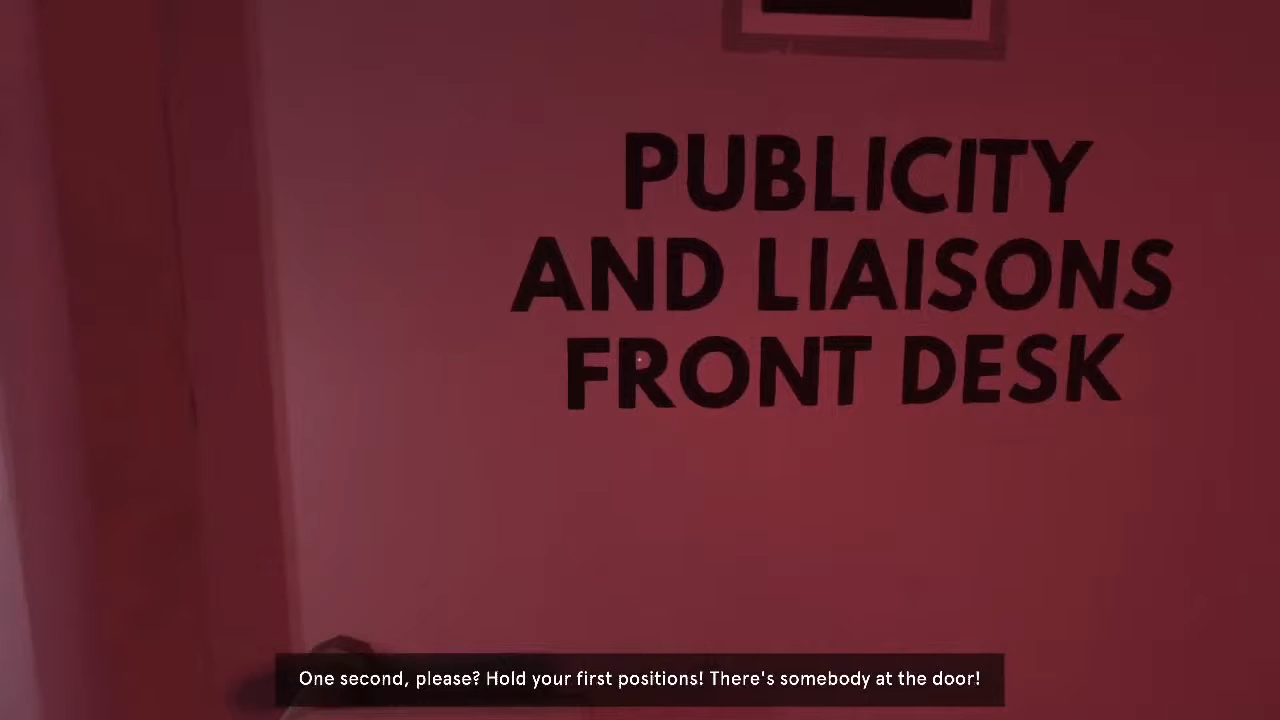 PUBLICITY
AND LIAISONS
FRONT DESK
One second, please? Hold your first positions! There's somebody at the door!